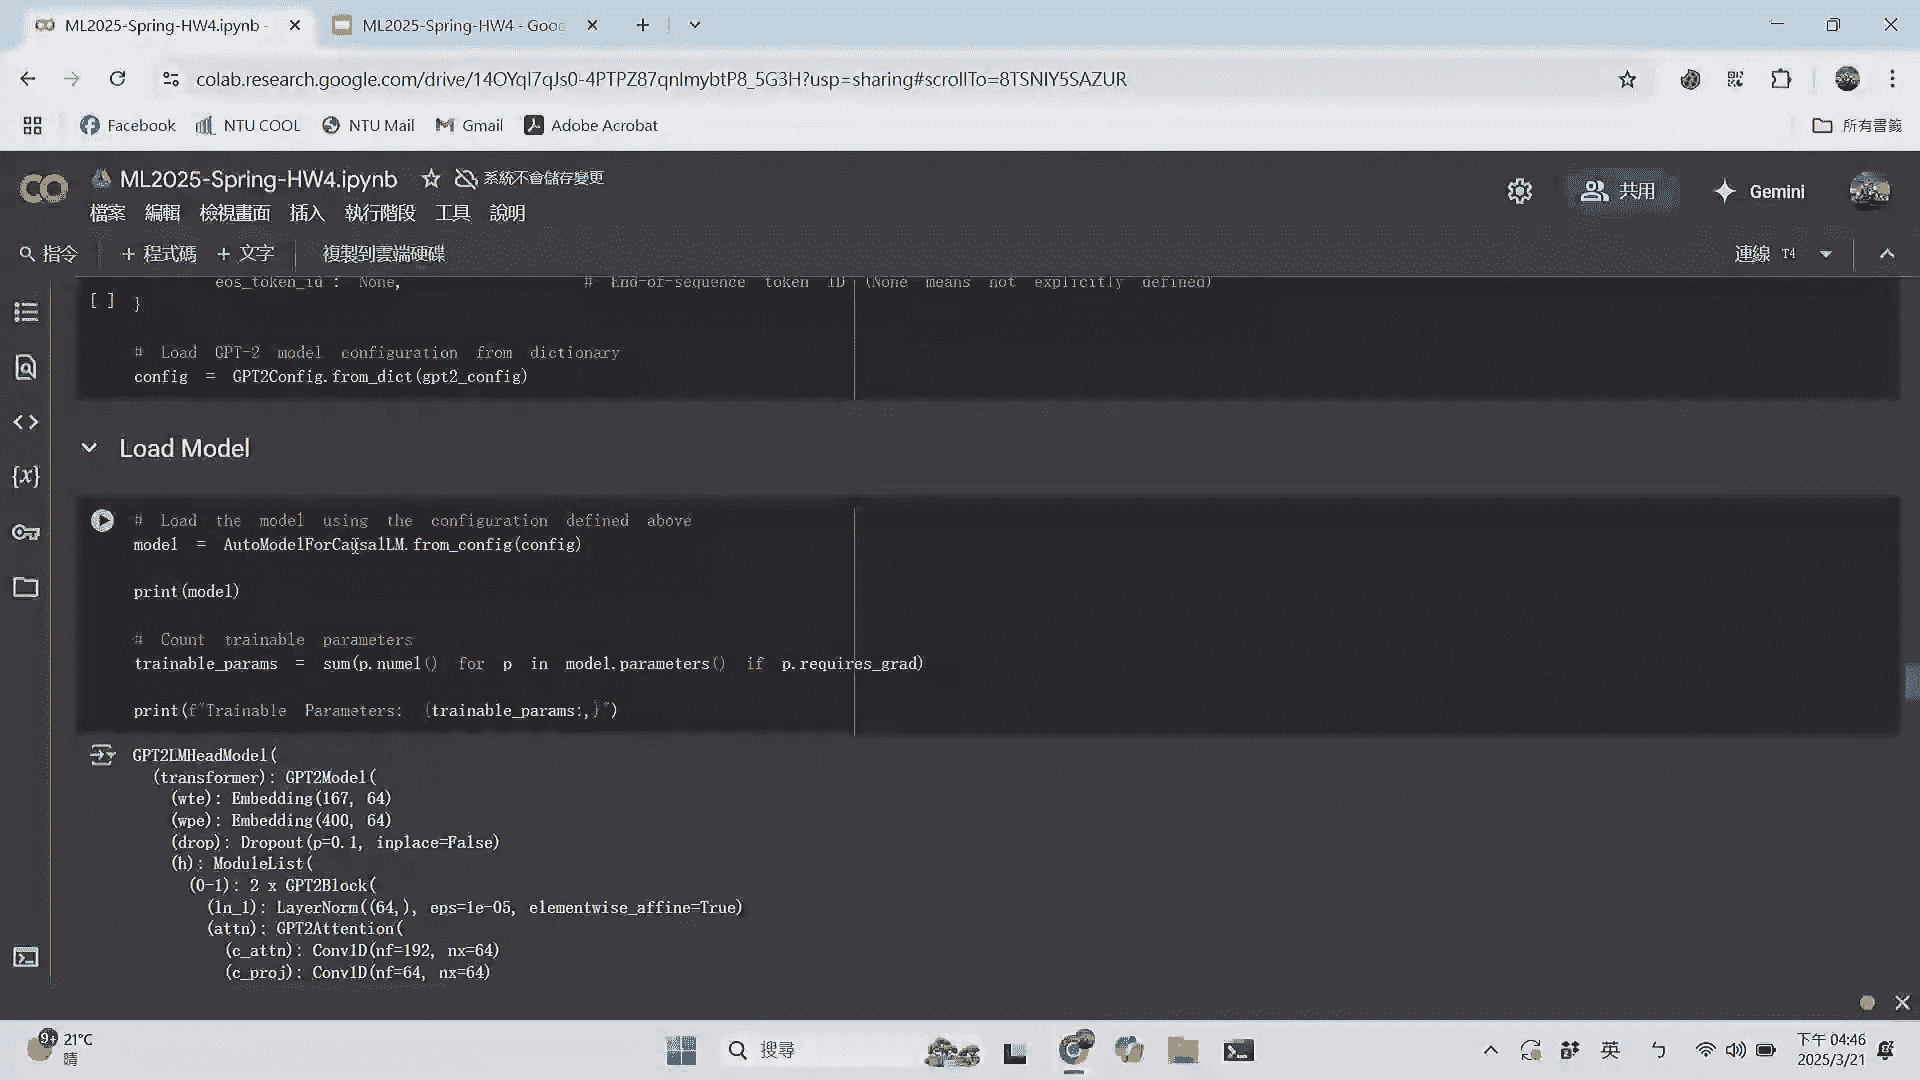 ML2025-Spring-HW4.ipynb -
ML2025-Spring-HW4 - Goo
colab.research.google.com/drive/14OYqI7qJs0-4PTPZ87qnlmybtP8_5G3H?usp=sharing#scrollTo=8TSNIY5SAZUR
Facebook
NTU COOL
NTU Mail
Gmail
Adobe Acrobat
所有書籤
ML2025-Spring-HW4.ipynb
系統不會儲存變更
檔案 編輯 檢視畫面 插入 執行階段 工具 說明
共用
Gemini
指令
+ 程式碼 + 文字
複製到雲端硬碟
連線 T4
eos_token_id': None, # End-of-sequence token ID (None means not explicitly defined)
[ ] }
# Load GPT-2 model configuration from dictionary
config = GPT2Config.from_dict(gpt2_config)
Load Model
# Load the model using the configuration defined above
model = AutoModelForCausalLM.from_config(config)
print(model)
# Count trainable parameters
trainable_params = sum(p.numel() for p in model.parameters() if p.requires_grad)
print(f"Trainable Parameters: {trainable_params:,}")
GPT2LMHeadModel(
(transformer): GPT2Model(
(wte): Embedding(167, 64)
(wpe): Embedding(400, 64)
(drop): Dropout(p=0.1, inplace=False)
(h): ModuleList(
(0-1): 2 x GPT2Block(
(ln_1): LayerNorm((64,), eps=1e-05, elementwise_affine=True)
(attn): GPT2Attention(
(c_attn): Conv1D(nf=192, nx=64)
(c_proj): Conv1D(nf=64, nx=64)
9+
21°C
晴
搜尋
英
ㄅ
下午 04:46
2025/3/21